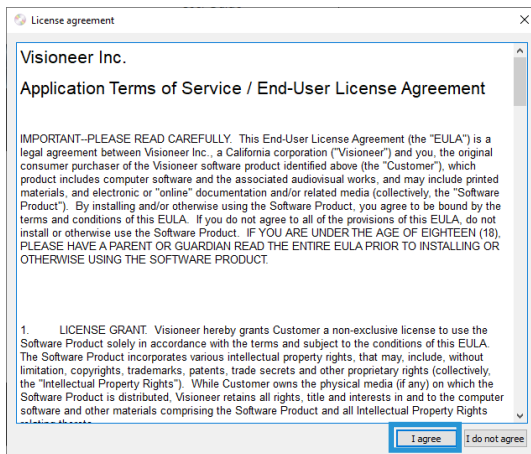 License agreement
Visioneer Inc.
Application Terms of Service / End-User License Agreement
IMPORTANT--PLEASE READ CAREFULLY.  This End-User License Agreement (the "EULA") is a
legal agreement between Visioneer Inc., a California corporation ("Visioneer") and you, the original
consumer purchaser of the Visioneer software product identified above (the "Customer"), which
product includes computer software and the associated audiovisual works, and may include printed
materials, and electronic or "online" documentation and/or related media (collectively, the "Software
Product").  By installing and/or otherwise using the Software Product, you agree to be bound by the
terms and conditions of this EULA.  If you do not agree to all of the provisions of this EULA, do not
install or otherwise use the Software Product.  IF YOU ARE UNDER THE AGE OF EIGHTEEN (18),
PLEASE HAVE A PARENT OR GUARDIAN READ THE ENTIRE EULA PRIOR TO INSTALLING OR
OTHERWISE USING THE SOFTWARE PRODUCT.
1.      LICENSE GRANT.  Visioneer hereby grants Customer a non-exclusive license to use the
Software Product solely in accordance with the terms and subject to the conditions of this EULA.
The Software Product incorporates various intellectual property rights, that may, include, without
limitation, copyrights, trademarks, patents, trade secrets and other proprietary rights (collectively,
the "Intellectual Property Rights").  While Customer owns the physical media (if any) on which the
Software Product is distributed, Visioneer retains all rights, title and interests in and to the computer
software and other materials comprising the Software Product and all Intellectual Property Rights
I agree
I do not agree